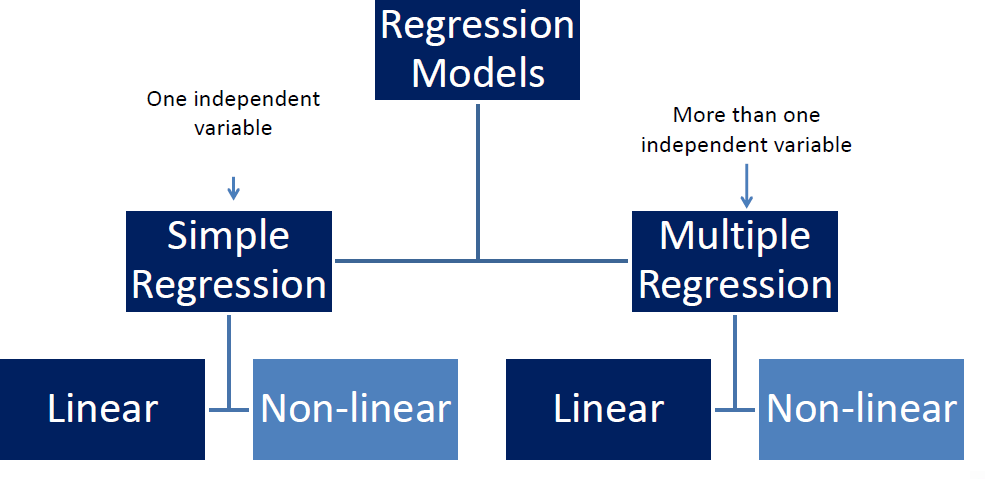 Regression
Models
One independent
variable
More than one
independent variable
Simple
Regression
Multiple
Regression
Linear
Non-linear
Linear
Non-linear